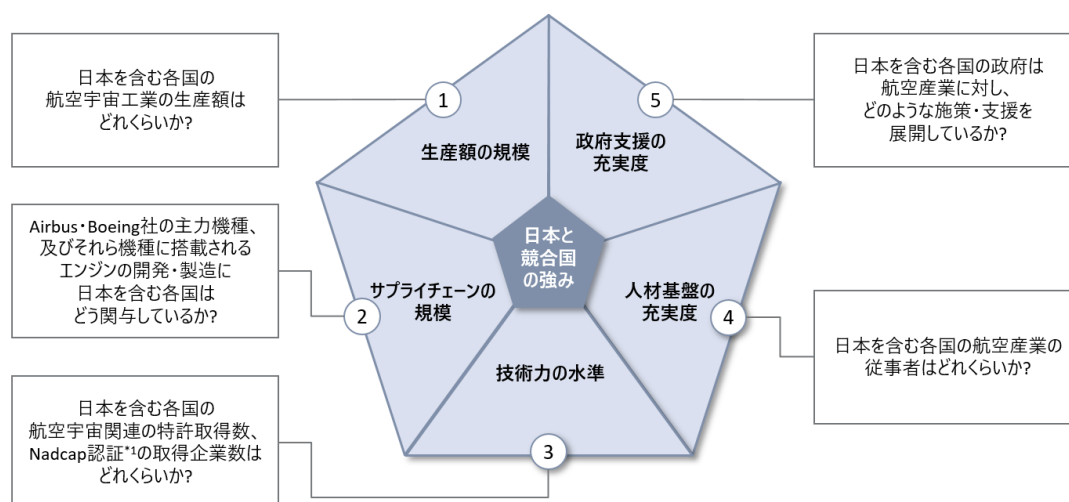 日本を含む各国の
航空宇宙工業の生産額は
どれくらいか?
1
生産額の規模
Airbus・Boeing社の主力機種、
及びそれら機種に搭載される
エンジンの開発・製造に
日本を含む各国は
どう関与しているか?
2
サプライチェーンの
規模
日本を含む各国の
航空宇宙関連の特許取得数、
Nadcap認証*1の取得企業数は
どれくらいか?
3
技術力の水準
日本と
競合国
の強み
5
政府支援の
充実度
日本を含む各国の政府は
航空産業に対し、
どのような施策・支援を
展開しているか?
4
人材基盤の
充実度
日本を含む各国の航空産業の
従事者はどれくらいか?